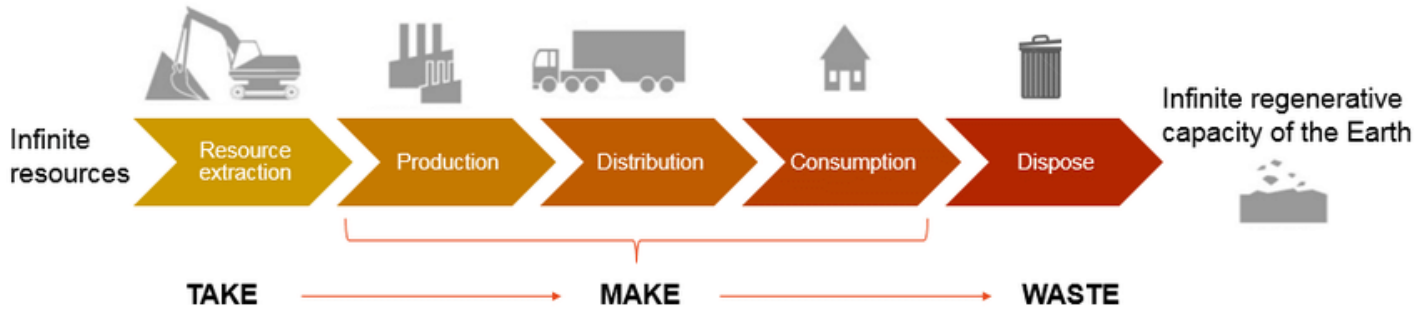 Infinite
resources
Resource
extraction
Production
Distribution
Consumption
Dispose
Infinite regenerative
capacity of the Earth
TAKE
MAKE
WASTE